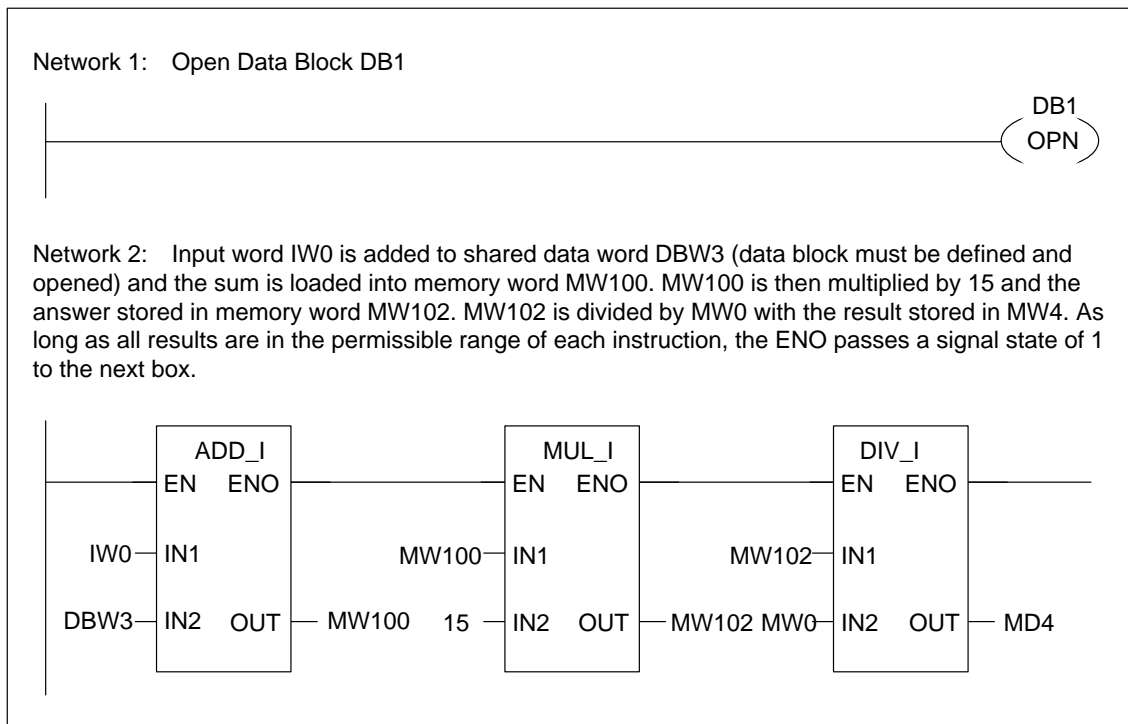 Network 1: Open Data Block DB1
DB1
OPN
Network 2: Input word IW0 is added to shared data word DBW3 (data block must be defined and
opened) and the sum is loaded into memory word MW100. MW100 is then multiplied by 15 and the
answer stored in memory word MW102. MW102 is divided by MW0 with the result stored in MW4. As
long as all results are in the permissible range of each instruction, the ENO passes a signal state of 1
to the next box.
ADD_I MUL_I DIV_I
EN ENO EN ENO EN ENO
IW0 IN1 MW100 IN1 MW102 IN1
DBW3 IN2 OUT MW100 15 IN2 OUT MW102 MW0 IN2 OUT MD4